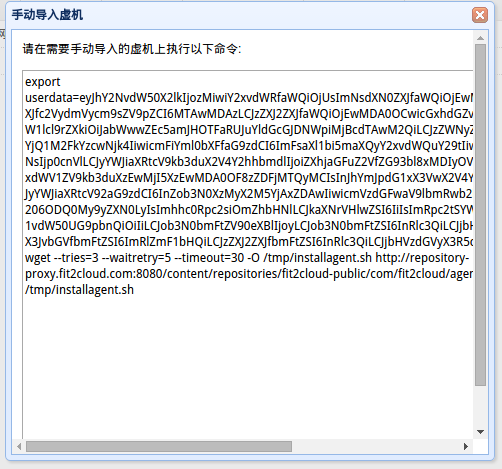 手动导入虚机
请在需要手动导入的虚机上执行以下命令:
export
userdata=eyJhY2NvdW50X2lkIjozMiwiY2xvdWRfaWQiOjUsImNsdXN0ZXJfaWQiOjEwM
XJfc2VydmVycm9sZV9pZCI6MTAwMDAzLCJzZXJ2ZXJfaWQiOjEwMDA0OCwicGxhdGZv
W1lcl9rZXkiOiJabWwwZEc5amJHOTFaRUJuYldGcGJDNWpiMjBcdTAwM2QiLCJzZWNyZ
YjQ1M2FkYzcwNjk4IiwicmFiYml0bXFfaG9zdCI6ImFsaXl1bi5maXQyY2xvdWQuY29tIiw
NsIjp0cnVlLCJyYWJiaXRtcV9kb3duX2V4Y2hhbmdlIjoiZXhjaGFuZ2VfZG93bl8xMDIyOV
xdWV1ZV9kb3duXzEwMjI5XzEwMDA0OF8zZDFjMTQyMCIsInJhYmJpdG1xX3VwX2V4Y
JyYWJiaXRtcV92aG9zdCI6InZob3N0XzMyX2M5YjAxZDAwIiwicmVzdGFwaV9lbmRwb2
206ODQ0My9yZXN0LyIsImhhc0Rpc2siOmZhbHNlLCJkaXNrVHlwZSI6IiIsImRpc2tSYW
1vdW50UG9pbnQiOiIiLCJob3N0bmFtZV90eXBlIjoyLCJob3N0bmFtZSI6InRlc3QiLCJjbH
X3JvbGVfbmFtZSI6ImRlZmF1bHQiLCJzZXJ2ZXJfbmFtZSI6InRlc3QiLCJjbHVzdGVyX3R5c
wget --tries=3 --waitretry=5 --timeout=30 -O /tmp/installagent.sh http://repository-
proxy.fit2cloud.com:8080/content/repositories/fit2cloud-public/com/fit2cloud/agen
/tmp/installagent.sh